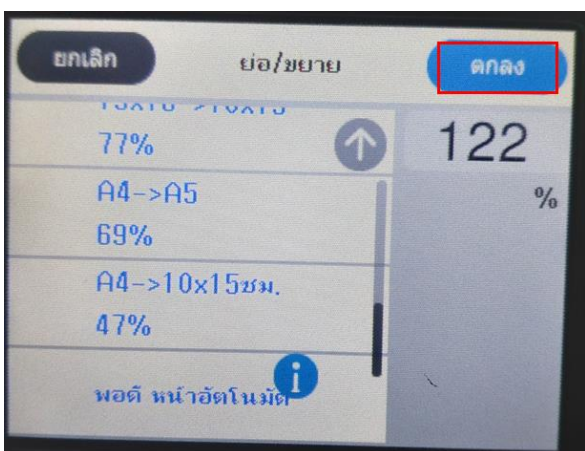 ยกเลิก ย่อ/ขยาย ตกลง
13x18->10x15
77%
122
%
A4->A5
69%
A4->10x15ซม.
47%
พอดี หน้าอัตโนมัติ